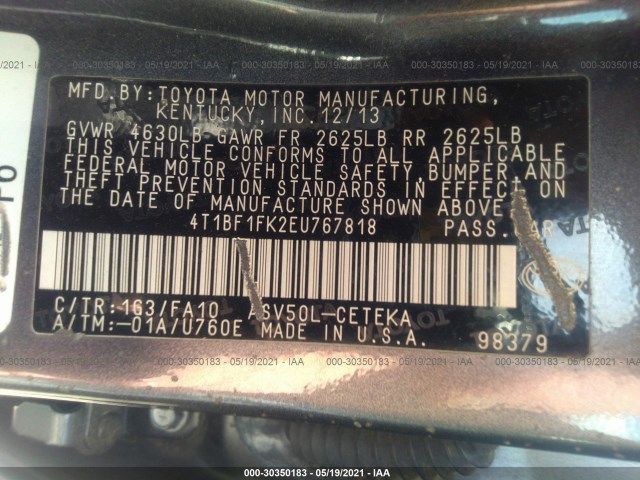 MFD. BY: TOYOTA MOTOR MANUFACTURING,
KENTUCKY, INC. 12/13
GVWR 4630LB GAWR FR 2625LB RR 2625LB
THIS VEHICLE CONFORMS TO ALL APPLICABLE
FEDERAL MOTOR VEHICLE SAFETY, BUMPER, AND
THEFT PREVENTION STANDARDS IN EFFECT ON
THE DATE OF MANUFACTURE SHOWN ABOVE.
4T1BF1FK2EU767818 PASS. CAR
C/TR: 1G3/FA10 ASV50L-CETEKA
A/TM: -01A/U760E MADE IN U.S.A.
98379
000-30350183 - 05/19/2021 - IAA